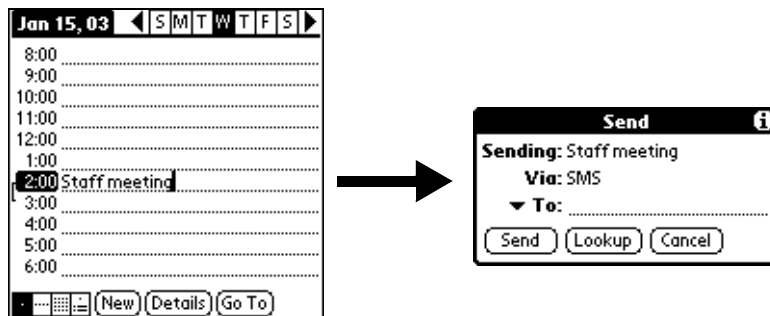 Jan 15, 03 S M T W T F S
8:00
9:00
10:00
11:00
12:00
1:00
2:00 Staff meeting
3:00
4:00
5:00
6:00
New Details Go To
Send i
Sending: Staff meeting
Via: SMS
To:
Send Lookup Cancel